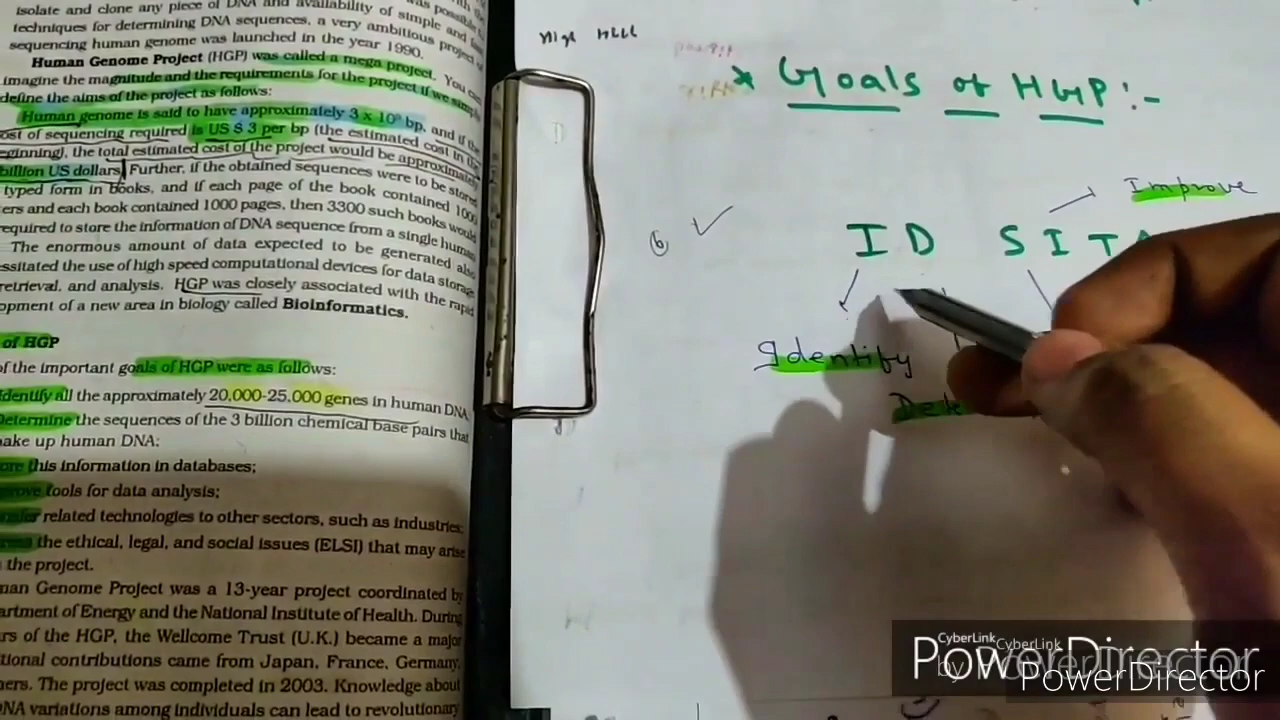 isolate and clone any piece of DNA and availability of simple and
techniques for determining DNA sequences, a very ambitious project of
sequencing human genome was launched in the year 1990.
Human Genome Project (HGP) was called a mega project. You can
imagine the magnitude and the requirements for the project if we simply
define the aims of the project as follows:
Human genome is said to have approximately 3 x 10⁹ bp, and if the
ost of sequencing required is US $ 3 per bp (the estimated cost in the
eginning), the total estimated cost of the project would be approximately
billion US dollars. Further, if the obtained sequences were to be stored
typed form in books, and if each page of the book contained 1000
ers and each book contained 1000 pages, then 3300 such books would
required to store the information of DNA sequence from a single human
The enormous amount of data expected to be generated also
essitated the use of high speed computational devices for data storage
retrieval, and analysis. HGP was closely associated with the rapid
opment of a new area in biology called Bioinformatics.
of HGP
of the important goals of HGP were as follows:
Identify all the approximately 20,000-25,000 genes in human DNA
Determine the sequences of the 3 billion chemical base pairs that
ake up human DNA;
ore this information in databases;
prove tools for data analysis;
nsfer related technologies to other sectors, such as industries;
ress the ethical, legal, and social issues (ELSI) that may arise
the project.
man Genome Project was a 13-year project coordinated by
artment of Energy and the National Institute of Health. During
rs of the HGP, the Wellcome Trust (U.K.) became a major
tional contributions came from Japan, France, Germany,
hers. The project was completed in 2003. Knowledge about
NA variations among individuals can lead to revolutionary
* Goals of HGP :-
Improve
6 ✓ ID SIT
Identify
Dete
CyberLink CyberLink
PowerDirector
by PowerDirector